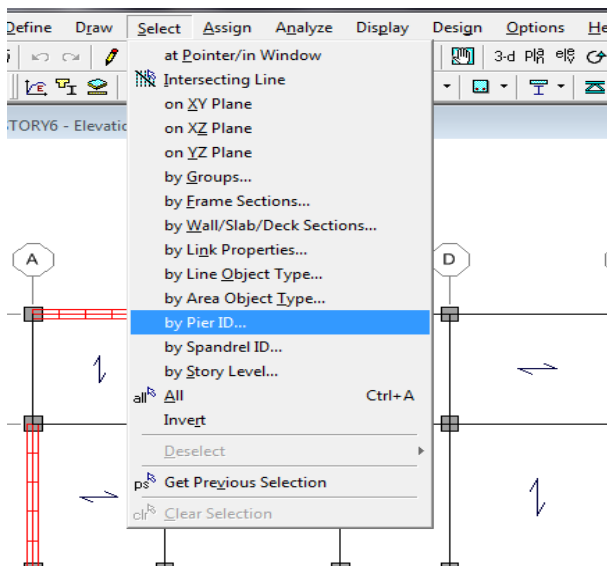 Define Draw Select Assign Analyze Display Design Options He
at Pointer/in Window
3-d
Intersecting Line
on XY Plane
TORY6 - Elevatic
on XZ Plane
on YZ Plane
by Groups...
by Frame Sections...
by Wall/Slab/Deck Sections...
by Link Properties...
A
D
by Line Object Type...
by Area Object Type...
by Pier ID...
by Spandrel ID...
by Story Level...
all All Ctrl+A
Invert
Deselect
ps Get Previous Selection
clr Clear Selection